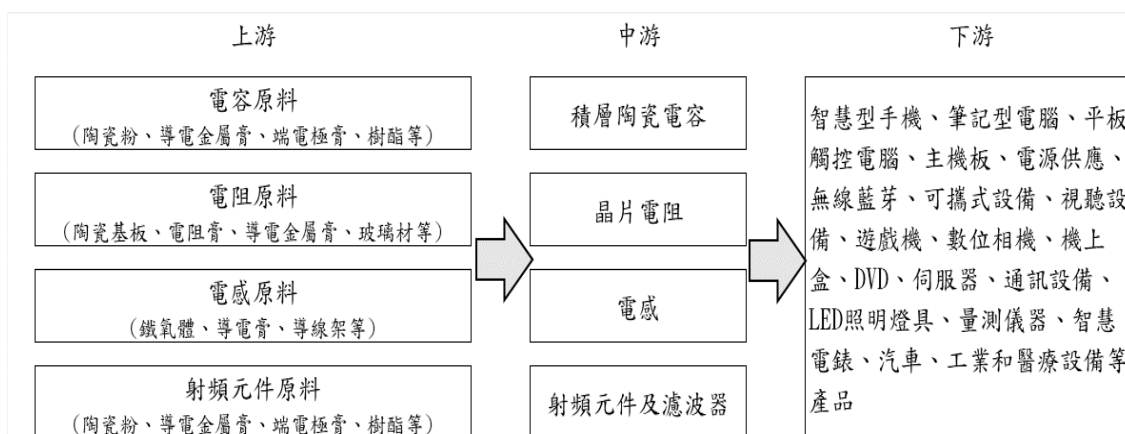 上游
中游
下游
電容原料
(陶瓷粉、導電金屬膏、端電極膏、樹酯等)
電阻原料
(陶瓷基板、電阻膏、導電金屬膏、玻璃材等)
電感原料
(鐵氧體、導電膏、導線架等)
射頻元件原料
(陶瓷粉、導電金屬膏、端電極膏、樹酯等)
積層陶瓷電容
晶片電阻
電感
射頻元件及濾波器
智慧型手機、筆記型電腦、平板
觸控電腦、主機板、電源供應、
無線藍芽、可攜式設備、視聽設
備、遊戲機、數位相機、機上
盒、DVD、伺服器、通訊設備、
LED照明燈具、量測儀器、智慧
電錶、汽車、工業和醫療設備等
產品